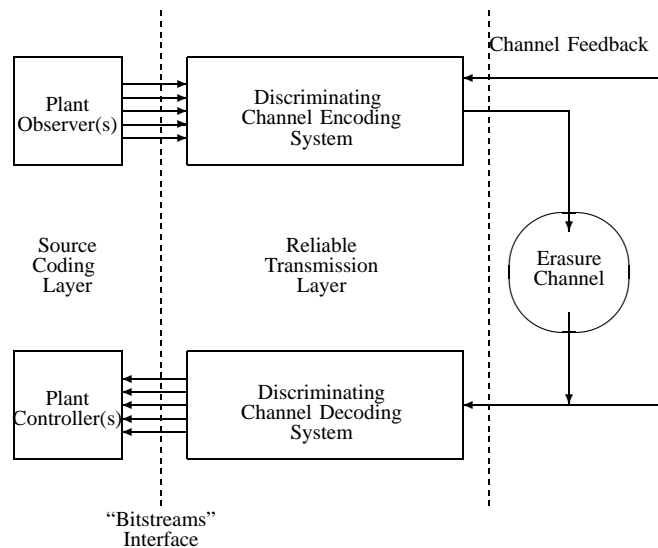 Channel Feedback
Plant
Observer(s)
Discriminating
Channel Encoding
System
Source
Coding
Layer
Reliable
Transmission
Layer
Erasure
Channel
Plant
Controller(s)
Discriminating
Channel Decoding
System
“Bitstreams”
Interface